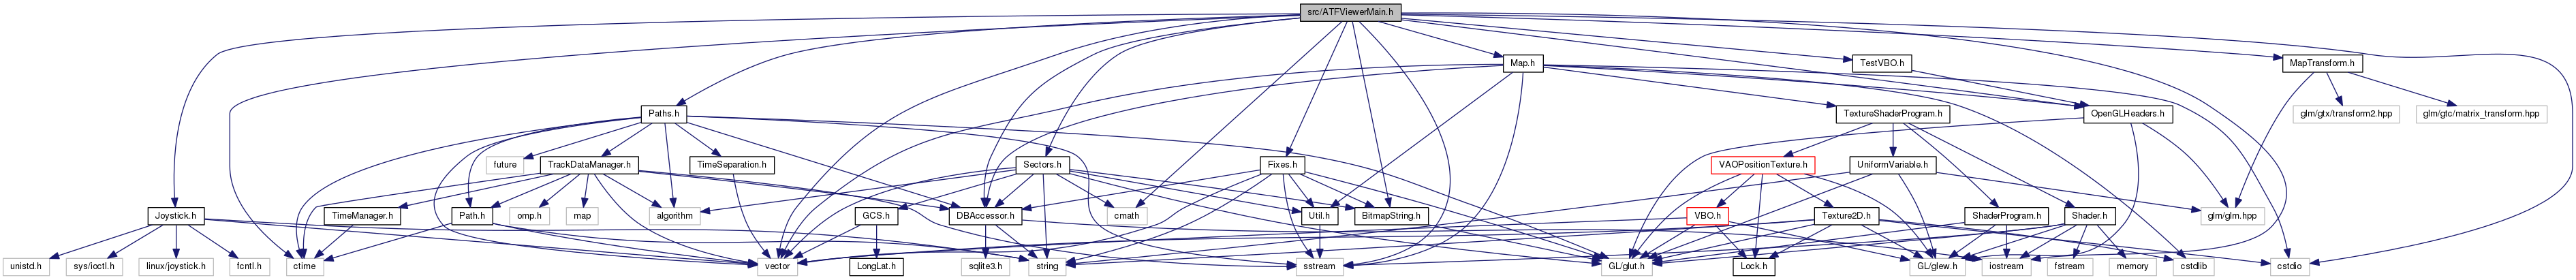 src/ATFViewerMain.h
Map.h
TestVBO.h
MapTransform.h
Paths.h
TextureShaderProgram.h
OpenGLHeaders.h
glm/gtx/transform2.hpp
glm/gtc/matrix_transform.hpp
future
TrackDataManager.h
TimeSeparation.h
Sectors.h
Fixes.h
VAOPositionTexture.h
UniformVariable.h
Joystick.h
TimeManager.h
Path.h
omp.h
map
algorithm
GCS.h
DBAccessor.h
cmath
Util.h
BitmapString.h
VBO.h
Texture2D.h
ShaderProgram.h
Shader.h
glm/glm.hpp
unistd.h
sys/ioctl.h
linux/joystick.h
fcntl.h
ctime
vector
LongLat.h
sqlite3.h
string
sstream
GL/glut.h
Lock.h
GL/glew.h
iostream
fstream
memory
cstdlib
cstdio